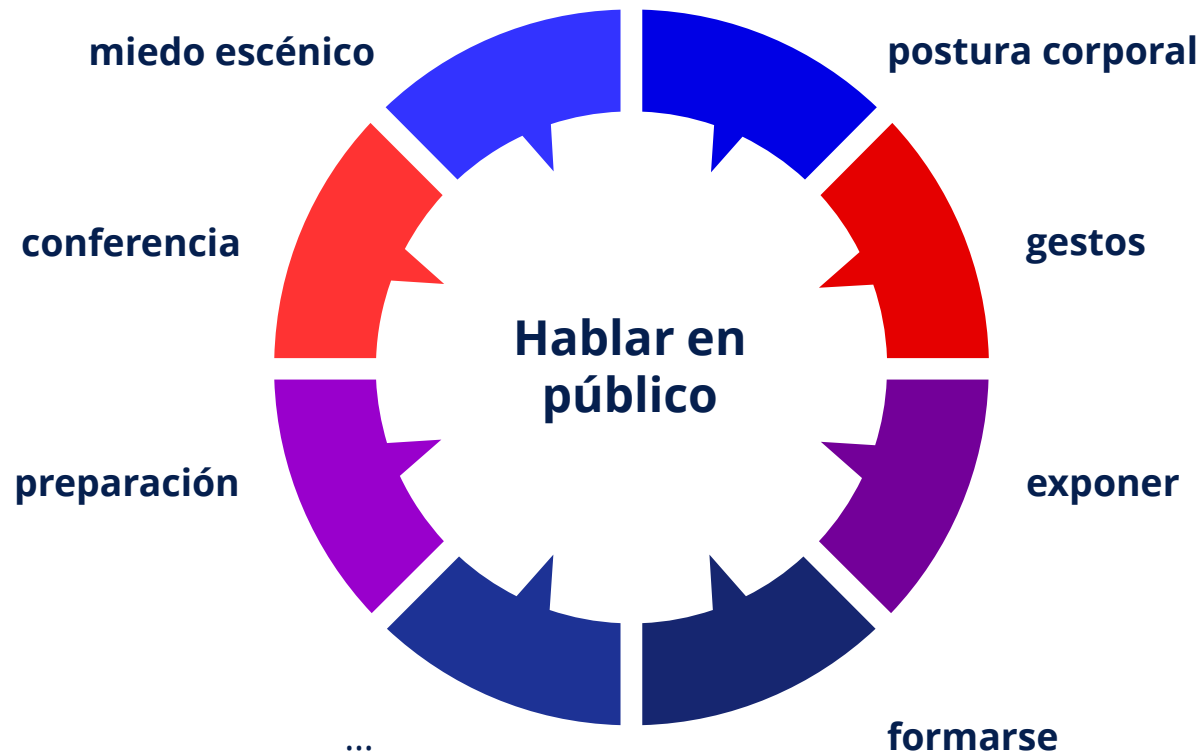 miedo escénico
postura corporal
conferencia
gestos
Hablar en
público
preparación
exponer
...
formarse